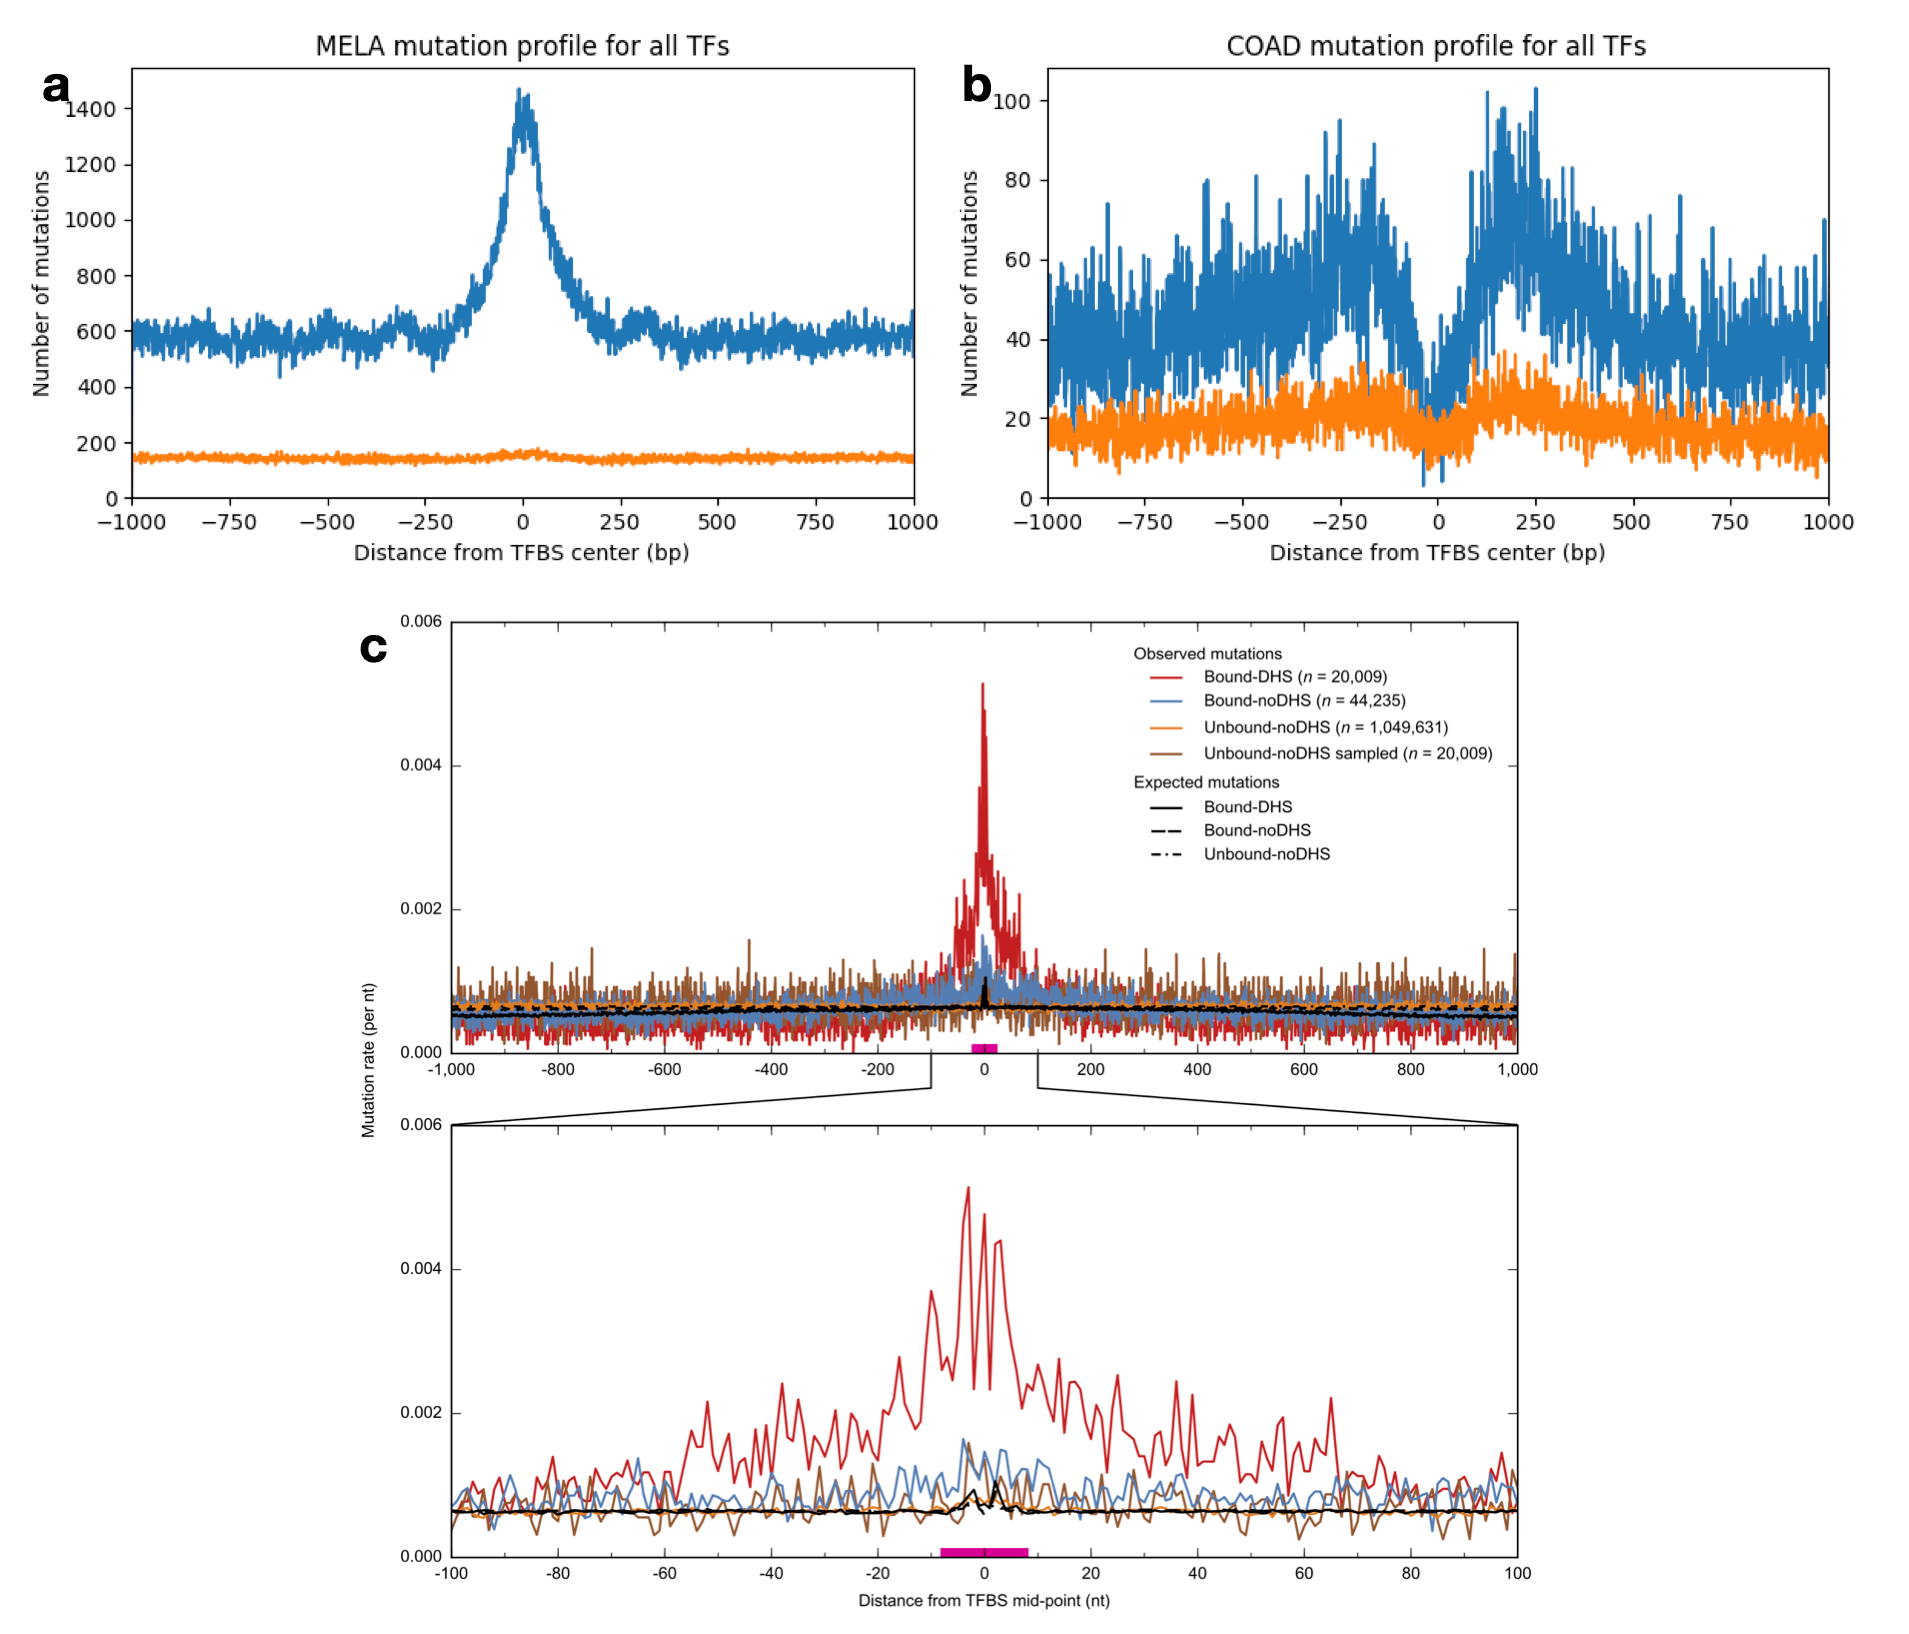 MELA mutation profile for all TFs
a
Number of mutations
1400
1200
1000
800
600
400
200
0
−1000 −750 −500 −250 0 250 500 750 1000
Distance from TFBS center (bp)
COAD mutation profile for all TFs
b
Number of mutations
100
80
60
40
20
0
−1000 −750 −500 −250 0 250 500 750 1000
Distance from TFBS center (bp)
c
Mutation rate (per nt)
0.006
0.004
0.002
0.000
Observed mutations
Bound-DHS (n = 20,009)
Bound-noDHS (n = 44,235)
Unbound-noDHS (n = 1,049,631)
Unbound-noDHS sampled (n = 20,009)
Expected mutations
Bound-DHS
Bound-noDHS
Unbound-noDHS
-1,000 -800 -600 -400 -200 0 200 400 600 800 1,000
0.006
0.004
0.002
0.000
-100 -80 -60 -40 -20 0 20 40 60 80 100
Distance from TFBS mid-point (nt)